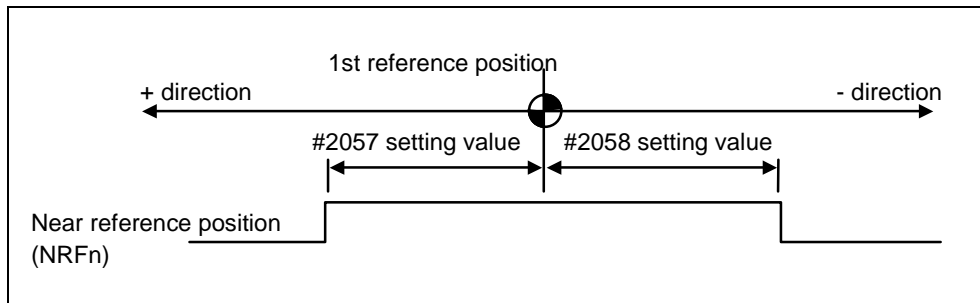 1st reference position
+ direction
- direction
#2057 setting value
#2058 setting value
Near reference position
(NRFn)